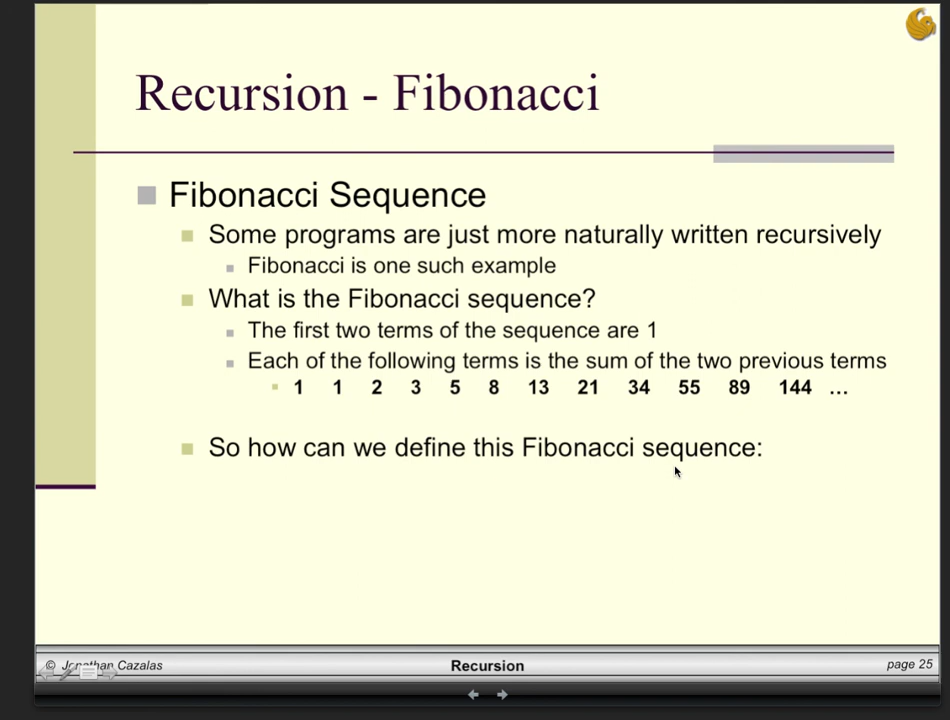 Recursion - Fibonacci
Fibonacci Sequence
Some programs are just more naturally written recursively
Fibonacci is one such example
What is the Fibonacci sequence?
The first two terms of the sequence are 1
Each of the following terms is the sum of the two previous terms
1 1 2 3 5 8 13 21 34 55 89 144 …
So how can we define this Fibonacci sequence:
© Jonathan Cazalas
Recursion
page 25